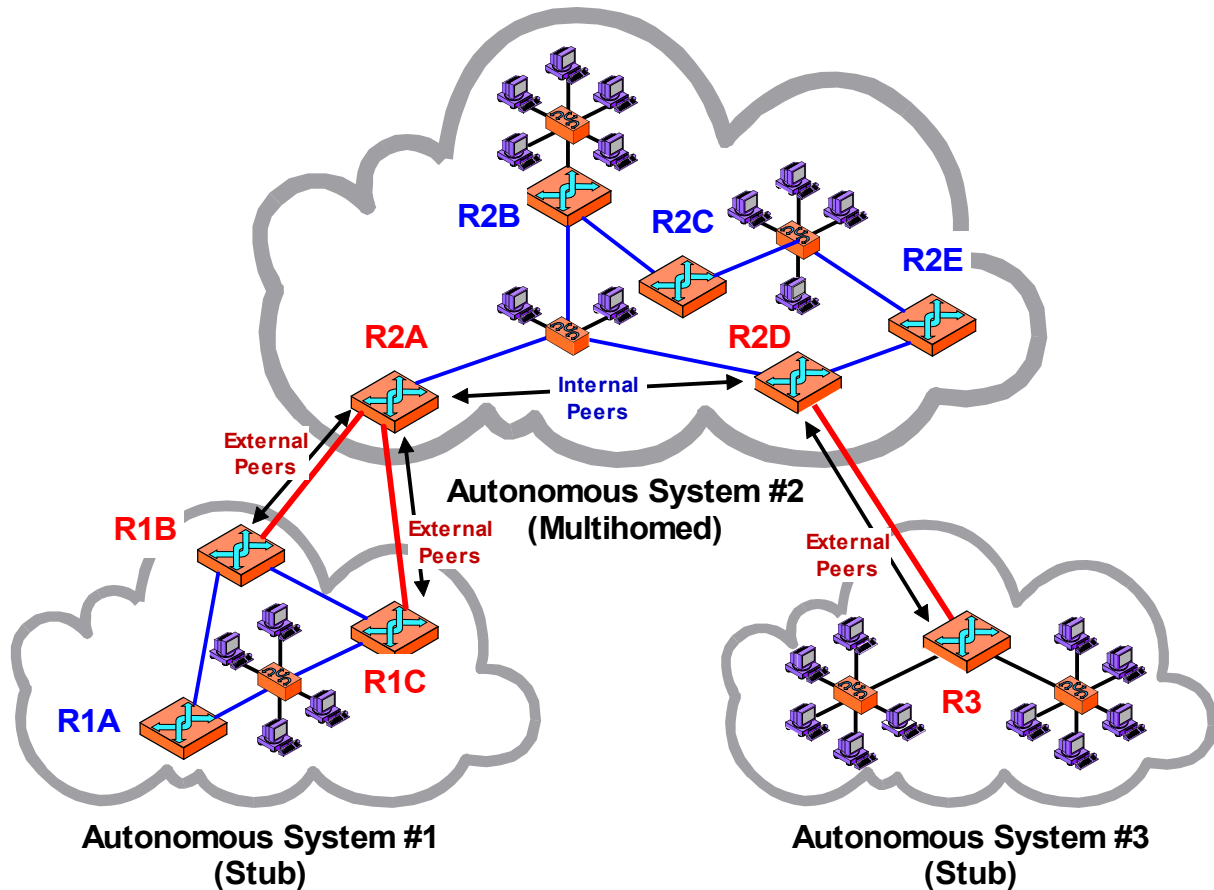 R2B
R2C
R2E
R2A
R2D
Internal
Peers
External
Peers
Autonomous System #2
(Multihomed)
R1B
External
Peers
External
Peers
R1C
R1A
R3
Autonomous System #1
(Stub)
Autonomous System #3
(Stub)